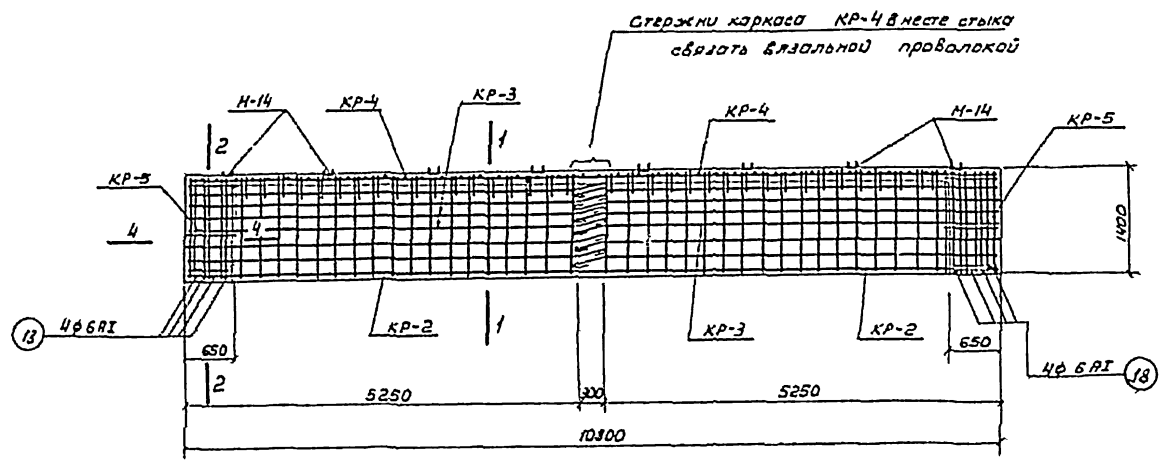 Стержни каркаса КР-4 в месте стыка
связать вязальной проволокой
М-14
КР-4
КР-3
КР-4
М-14
КР-5
2
1
КР-5
4
4
1400
13
4ф6АI
КР-2
1
КР-3
КР-2
650
650
4ф6АI
18
2
5250
300
5250
10300